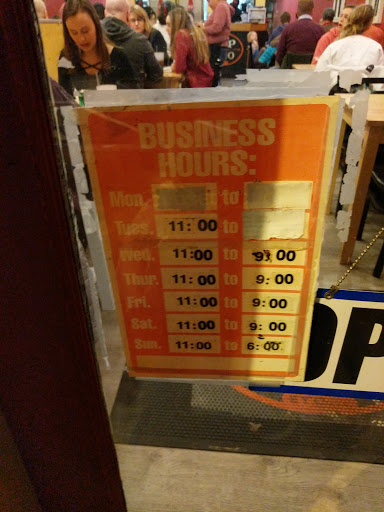 BUSINESS
HOURS:
Mon. to
Tues. 11:00 to
Wed. 11:00 to 9:00
Thur. 11:00 to 9:00
Fri. 11:00 to 9:00
Sat. 11:00 to 9:00
Sun. 11:00 to 6:00
OP